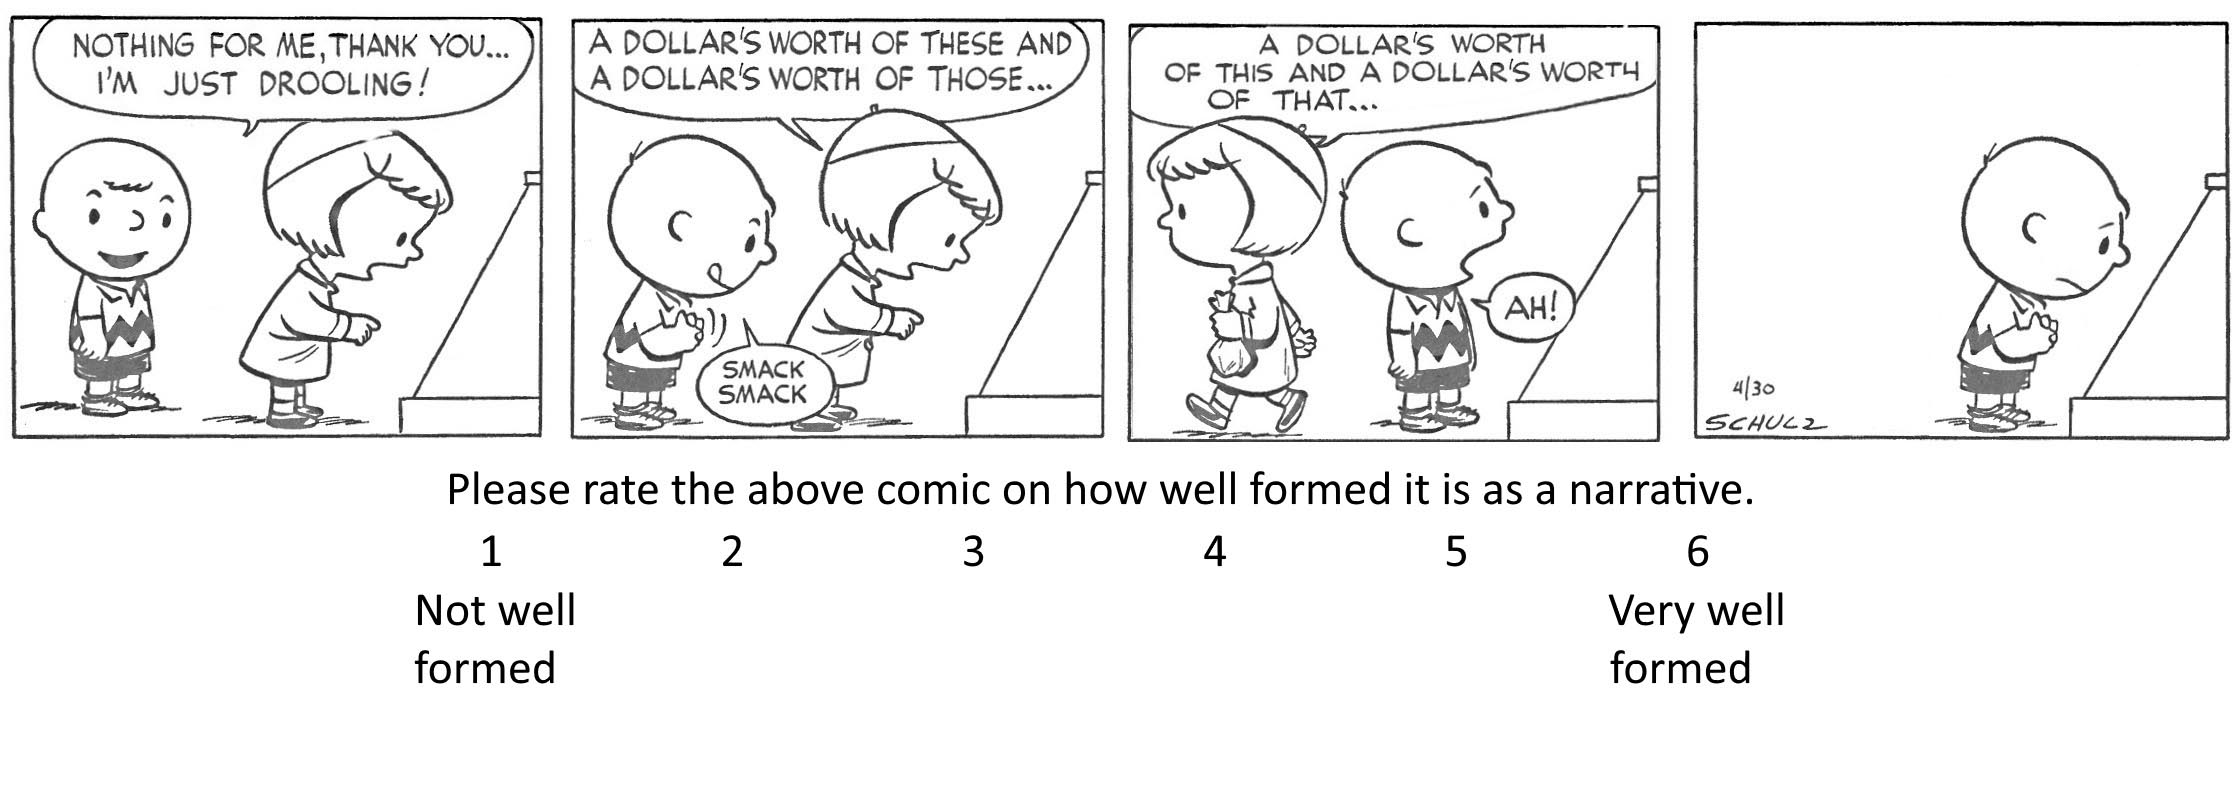 NOTHING FOR ME, THANK YOU...
I'M JUST DROOLING!
A DOLLAR'S WORTH OF THESE AND
A DOLLAR'S WORTH OF THOSE...
SMACK
SMACK
A DOLLAR'S WORTH
OF THIS AND A DOLLAR'S WORTH
OF THAT...
AH!
4/30
SCHULZ
Please rate the above comic on how well formed it is as a narrative.
1 2 3 4 5 6
Not well
formed
Very well
formed